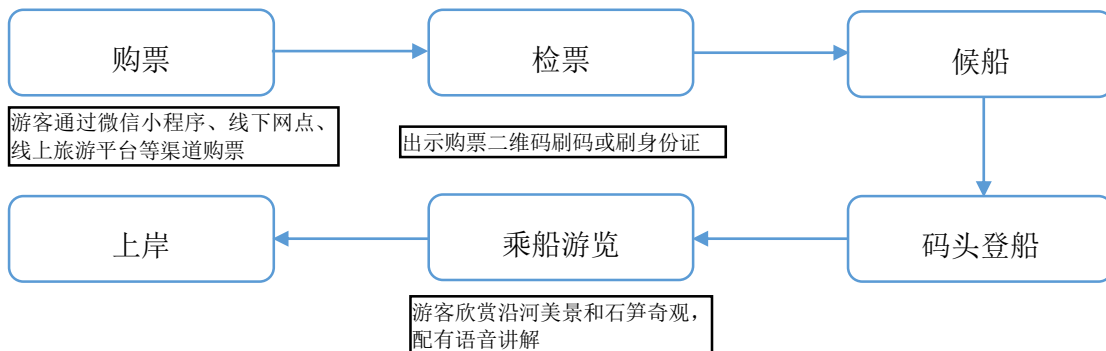 购票
检票
候船
游客通过微信小程序、线下网点、
线上旅游平台等渠道购票
出示购票二维码刷码或刷身份证
上岸
乘船游览
码头登船
游客欣赏沿河美景和石笋奇观，
配有语音讲解